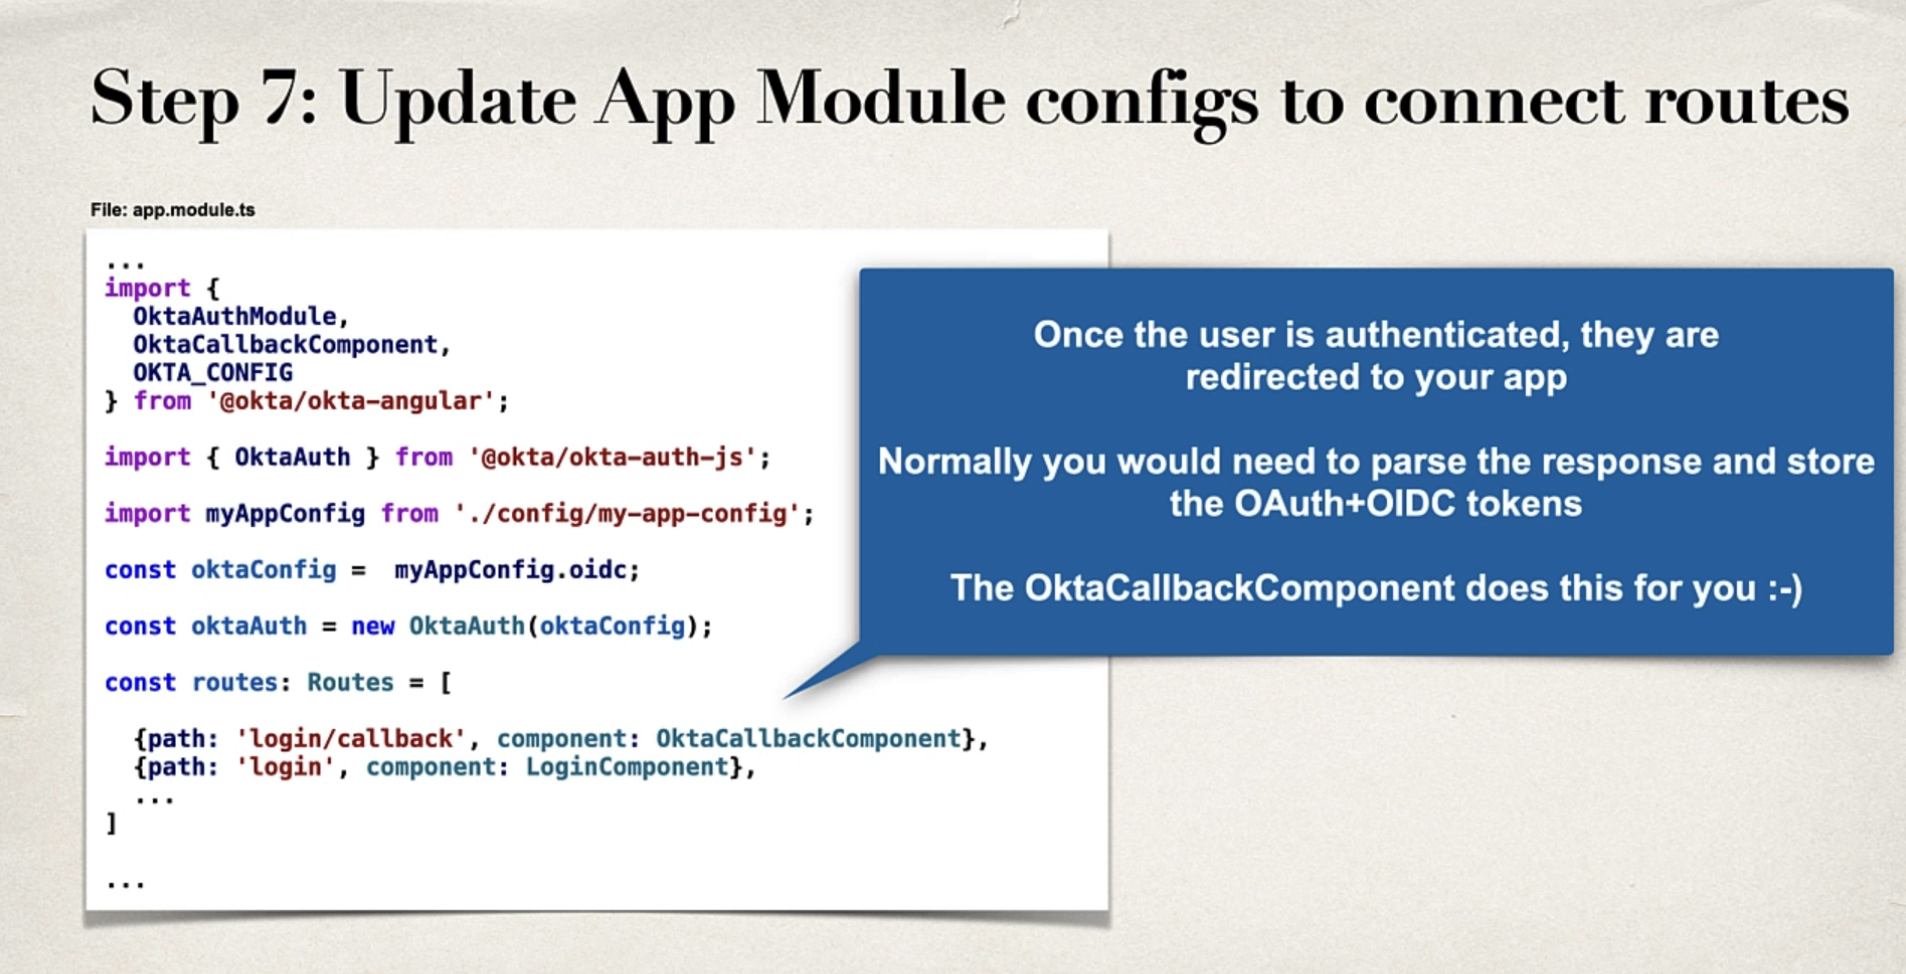 Step 7: Update App Module configs to connect routes
File: app.module.ts
...
import {
OktaAuthModule,
OktaCallbackComponent,
OKTA_CONFIG
} from '@okta/okta-angular';
import { OktaAuth } from '@okta/okta-auth-js';
import myAppConfig from './config/my-app-config';
const oktaConfig =  myAppConfig.oidc;
const oktaAuth = new OktaAuth(oktaConfig);
const routes: Routes = [
{path: 'login/callback', component: OktaCallbackComponent},
{path: 'login', component: LoginComponent},
...
]
...
Once the user is authenticated, they are
redirected to your app
Normally you would need to parse the response and store
the OAuth+OIDC tokens
The OktaCallbackComponent does this for you :-)